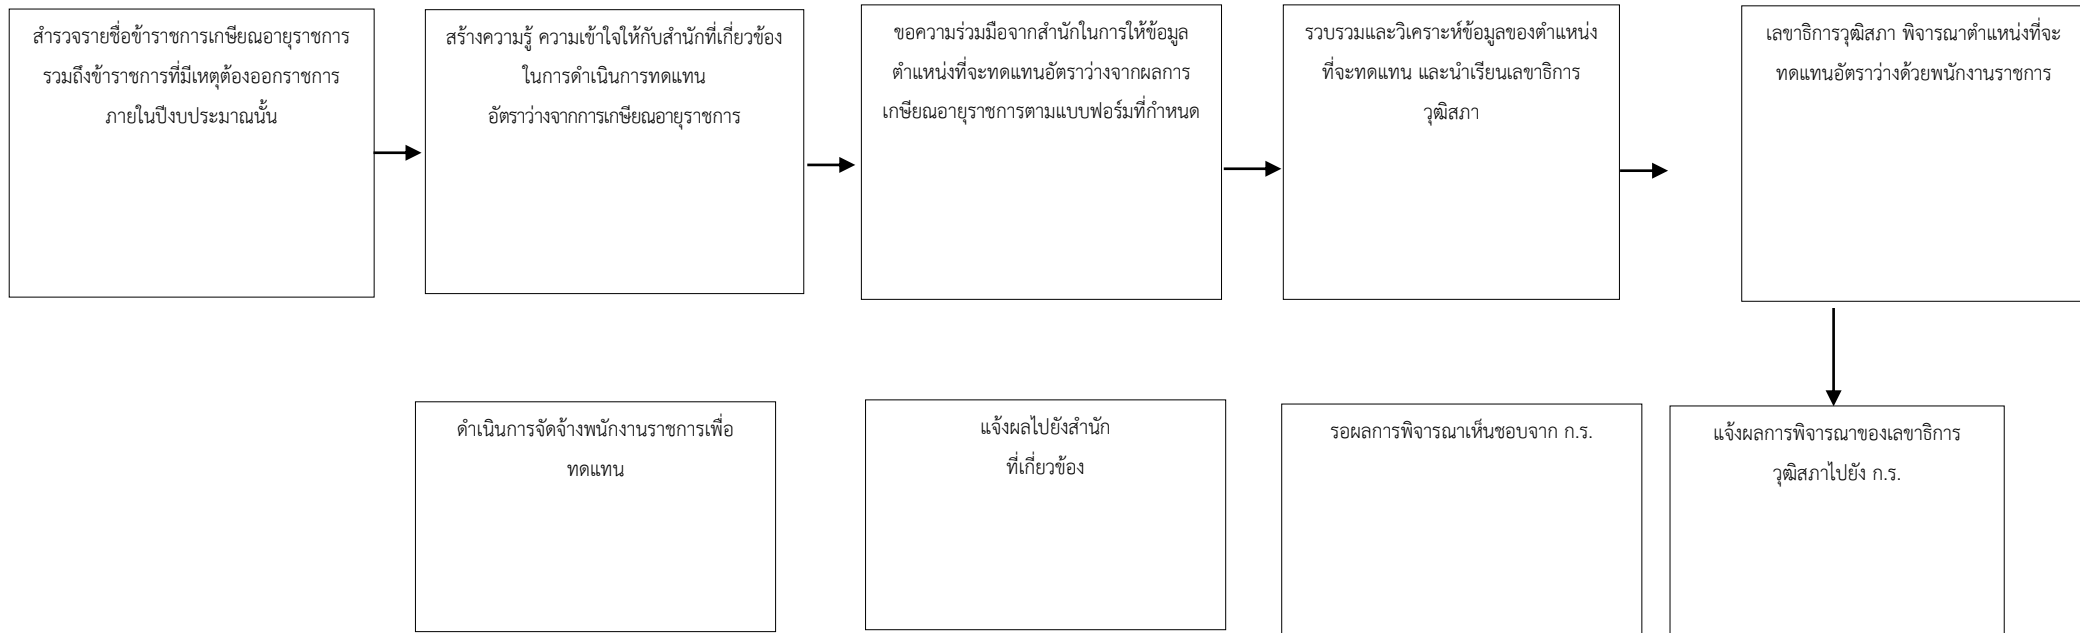 สำรวจรายชื่อข้าราชการเกษียณอายุราชการ
รวมถึงข้าราชการที่มีเหตุต้องออกราชการ
ภายในปีงบประมาณนั้น
สร้างความรู้ ความเข้าใจให้กับสำนักที่เกี่ยวข้อง
ในการดำเนินการทดแทน
อัตราว่างจากการเกษียณอายุราชการ
ขอความร่วมมือจากสำนักในการให้ข้อมูล
ตำแหน่งที่จะทดแทนอัตราว่างจากผลการ
เกษียณอายุราชการตามแบบฟอร์มที่กำหนด
รวบรวมและวิเคราะห์ข้อมูลของตำแหน่ง
ที่จะทดแทน และนำเรียนเลขาธิการ
วุฒิสภา
เลขาธิการวุฒิสภา พิจารณาตำแหน่งที่จะ
ทดแทนอัตราว่างด้วยพนักงานราชการ
ดำเนินการจัดจ้างพนักงานราชการเพื่อ
ทดแทน
แจ้งผลไปยังสำนัก
ที่เกี่ยวข้อง
รอผลการพิจารณาเห็นชอบจาก ก.ร.
แจ้งผลการพิจารณาของเลขาธิการ
วุฒิสภาไปยัง ก.ร.